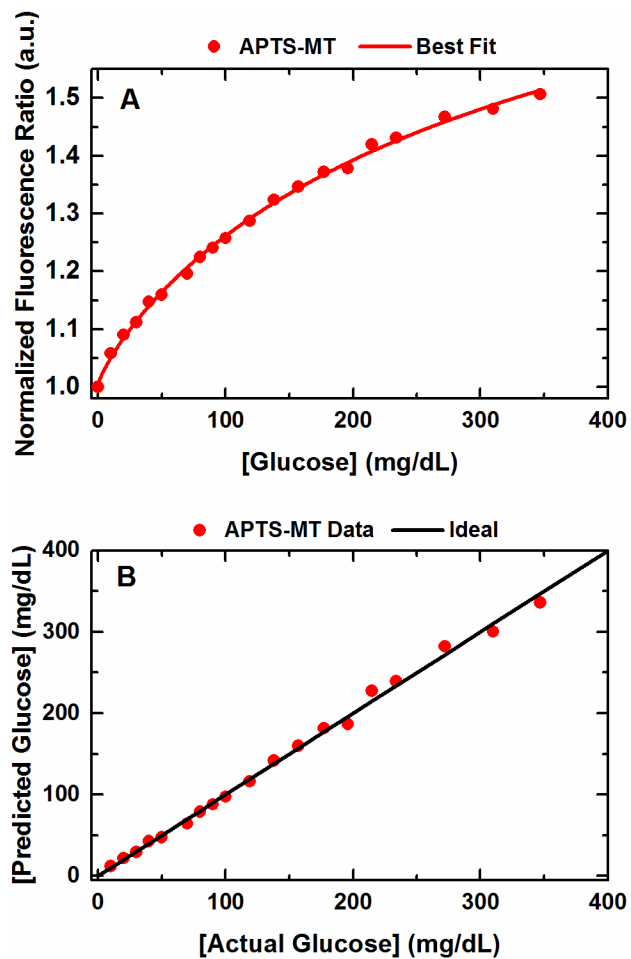 APTS-MT Best Fit
A
Normalized Fluorescence Ratio (a.u.)
1.5
1.4
1.3
1.2
1.1
1.0
0 100 200 300 400
[Glucose] (mg/dL)
APTS-MT Data Ideal
B
[Predicted Glucose] (mg/dL)
400
300
200
100
0
0 100 200 300 400
[Actual Glucose] (mg/dL)